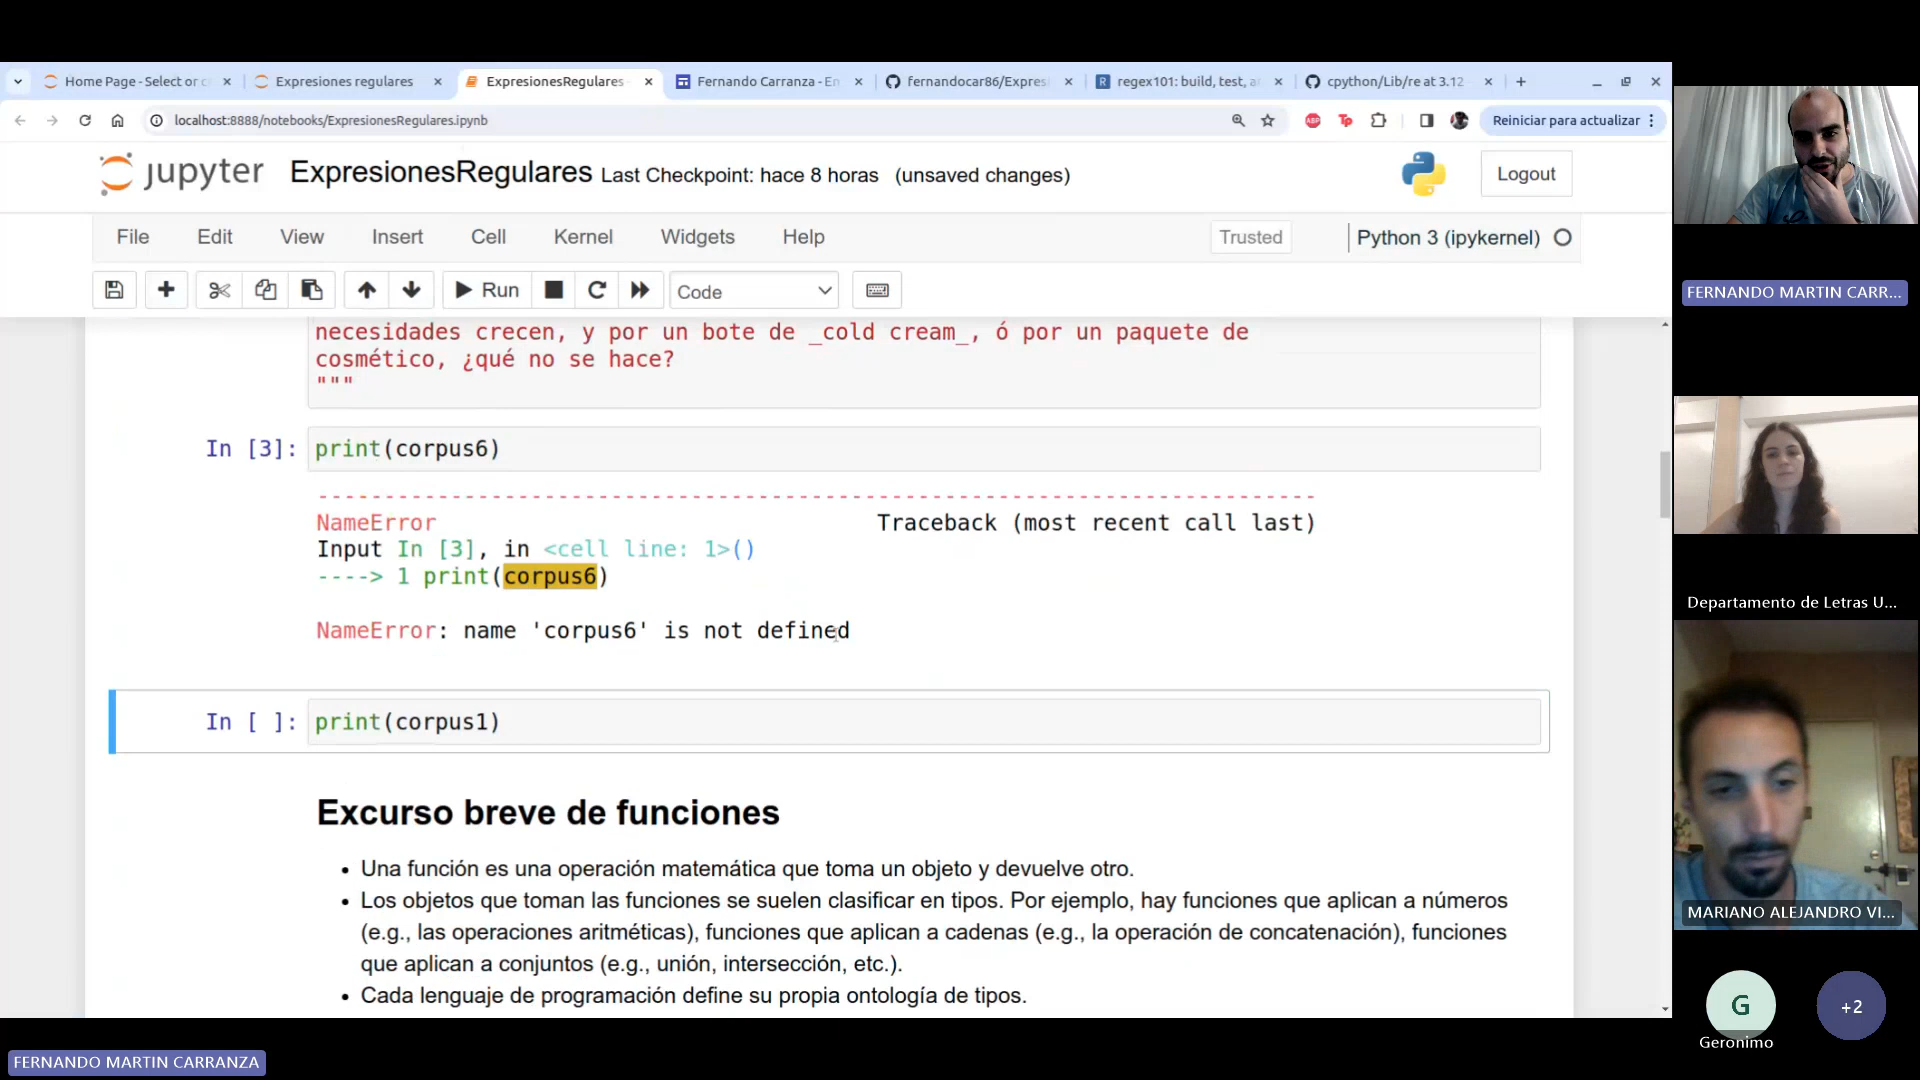 Home Page - Select or c
Expresiones regulares
ExpresionesRegulares
Fernando Carranza - En
fernandocar86/Expres
regex101: build, test, a
cpython/Lib/re at 3.12
localhost:8888/notebooks/ExpresionesRegulares.ipynb
ABP
Tp
Reiniciar para actualizar
jupyter
ExpresionesRegulares Last Checkpoint: hace 8 horas (unsaved changes)
Logout
File Edit View Insert Cell Kernel Widgets Help
Trusted
Python 3 (ipykernel)
Run
Code
necesidades crecen, y por un bote de _cold cream_, ó por un paquete de
cosmético, ¿qué no se hace?
"""
In [3]: print(corpus6)
---------------------------------------------------------------------------
NameError Traceback (most recent call last)
Input In [3], in <cell line: 1>()
----> 1 print(corpus6)
NameError: name 'corpus6' is not defined
In [ ]: print(corpus1)
Excurso breve de funciones
• Una función es una operación matemática que toma un objeto y devuelve otro.
• Los objetos que toman las funciones se suelen clasificar en tipos. Por ejemplo, hay funciones que aplican a números
(e.g., las operaciones aritméticas), funciones que aplican a cadenas (e.g., la operación de concatenación), funciones
que aplican a conjuntos (e.g., unión, intersección, etc.).
• Cada lenguaje de programación define su propia ontología de tipos.
FERNANDO MARTIN CARR...
Departamento de Letras U...
MARIANO ALEJANDRO VI...
G
+2
Geronimo
FERNANDO MARTIN CARRANZA